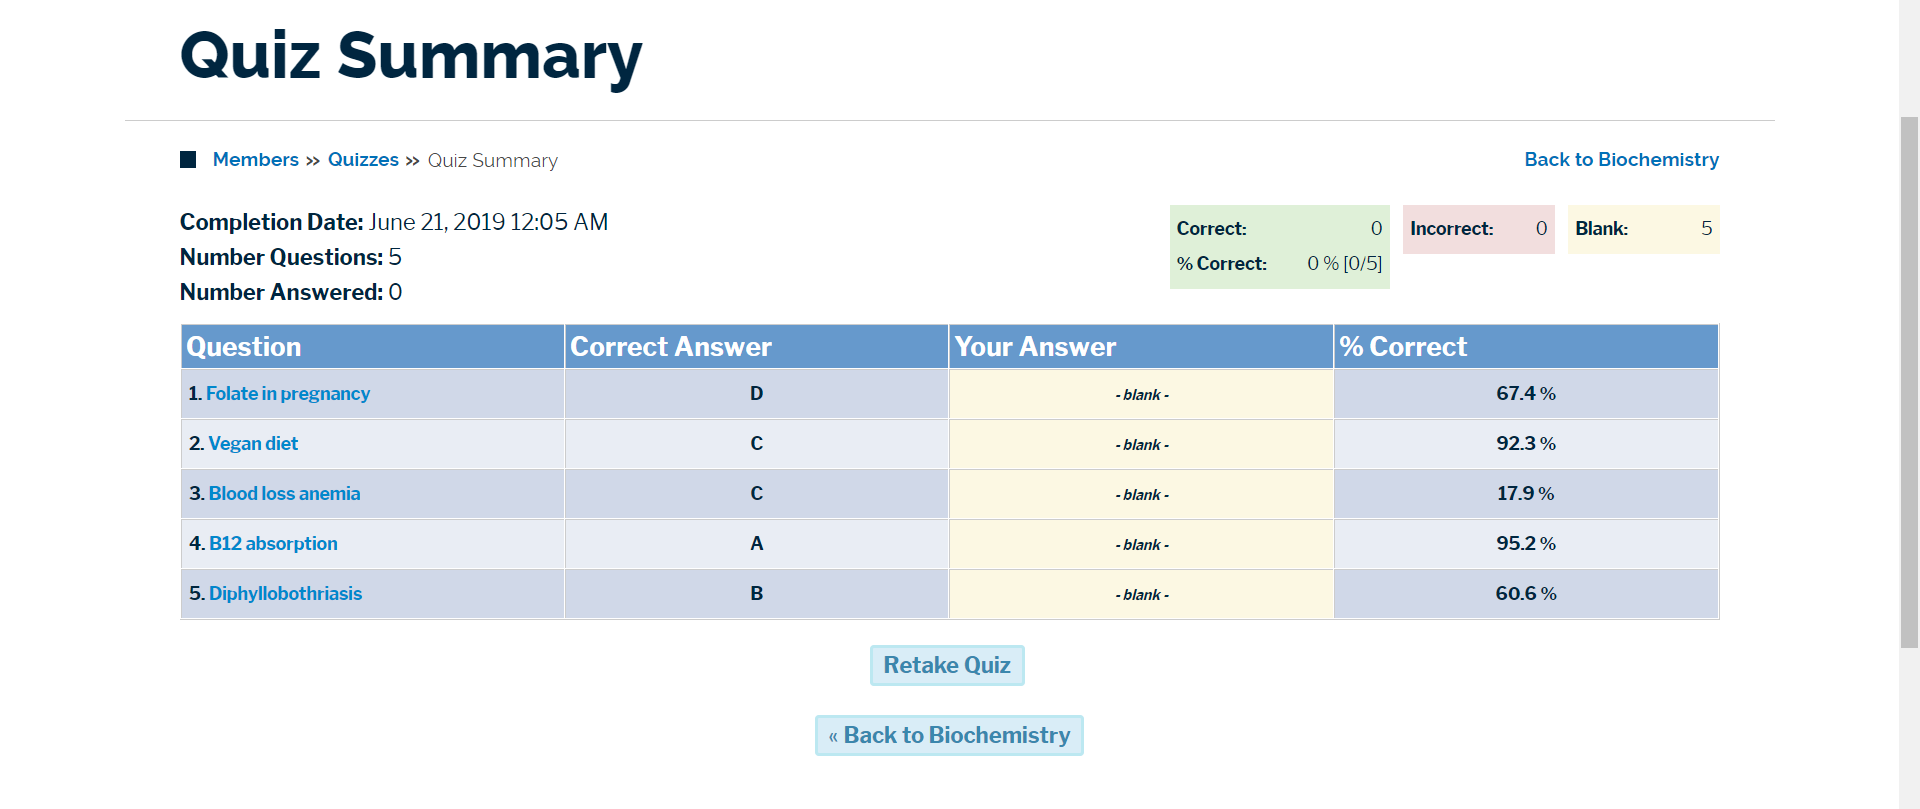 Quiz Summary
Members » Quizzes » Quiz Summary
Back to Biochemistry
Completion Date: June 21, 2019 12:05 AM
Number Questions: 5
Number Answered: 0
Correct: 0
% Correct: 0 % [0/5]
Incorrect: 0
Blank: 5
Question Correct Answer Your Answer % Correct
1. Folate in pregnancy D - blank - 67.4 %
2. Vegan diet C - blank - 92.3 %
3. Blood loss anemia C - blank - 17.9 %
4. B12 absorption A - blank - 95.2 %
5. Diphyllobothriasis B - blank - 60.6 %
Retake Quiz
« Back to Biochemistry